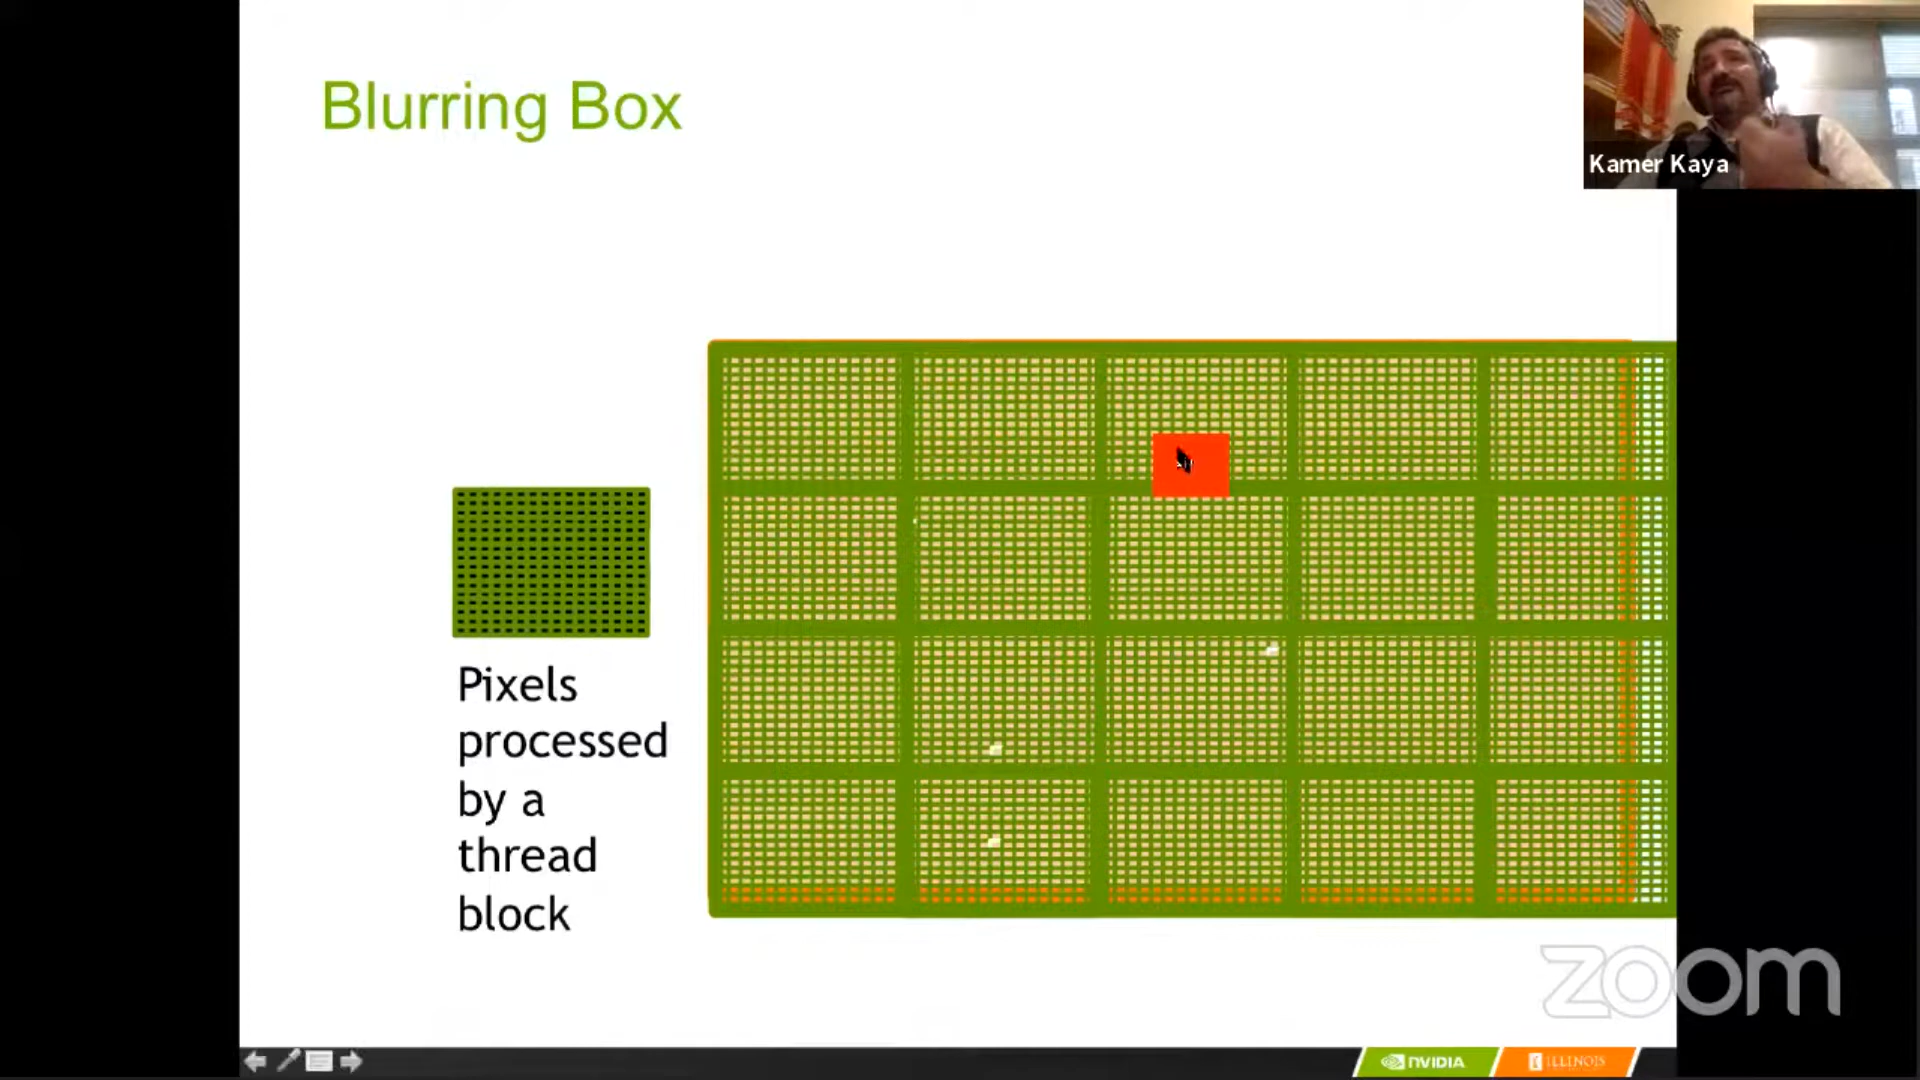 Blurring Box
Kamer Kaya
Pixels
processed
by a
thread
block
zoom
NVIDIA
I ILLINOIS